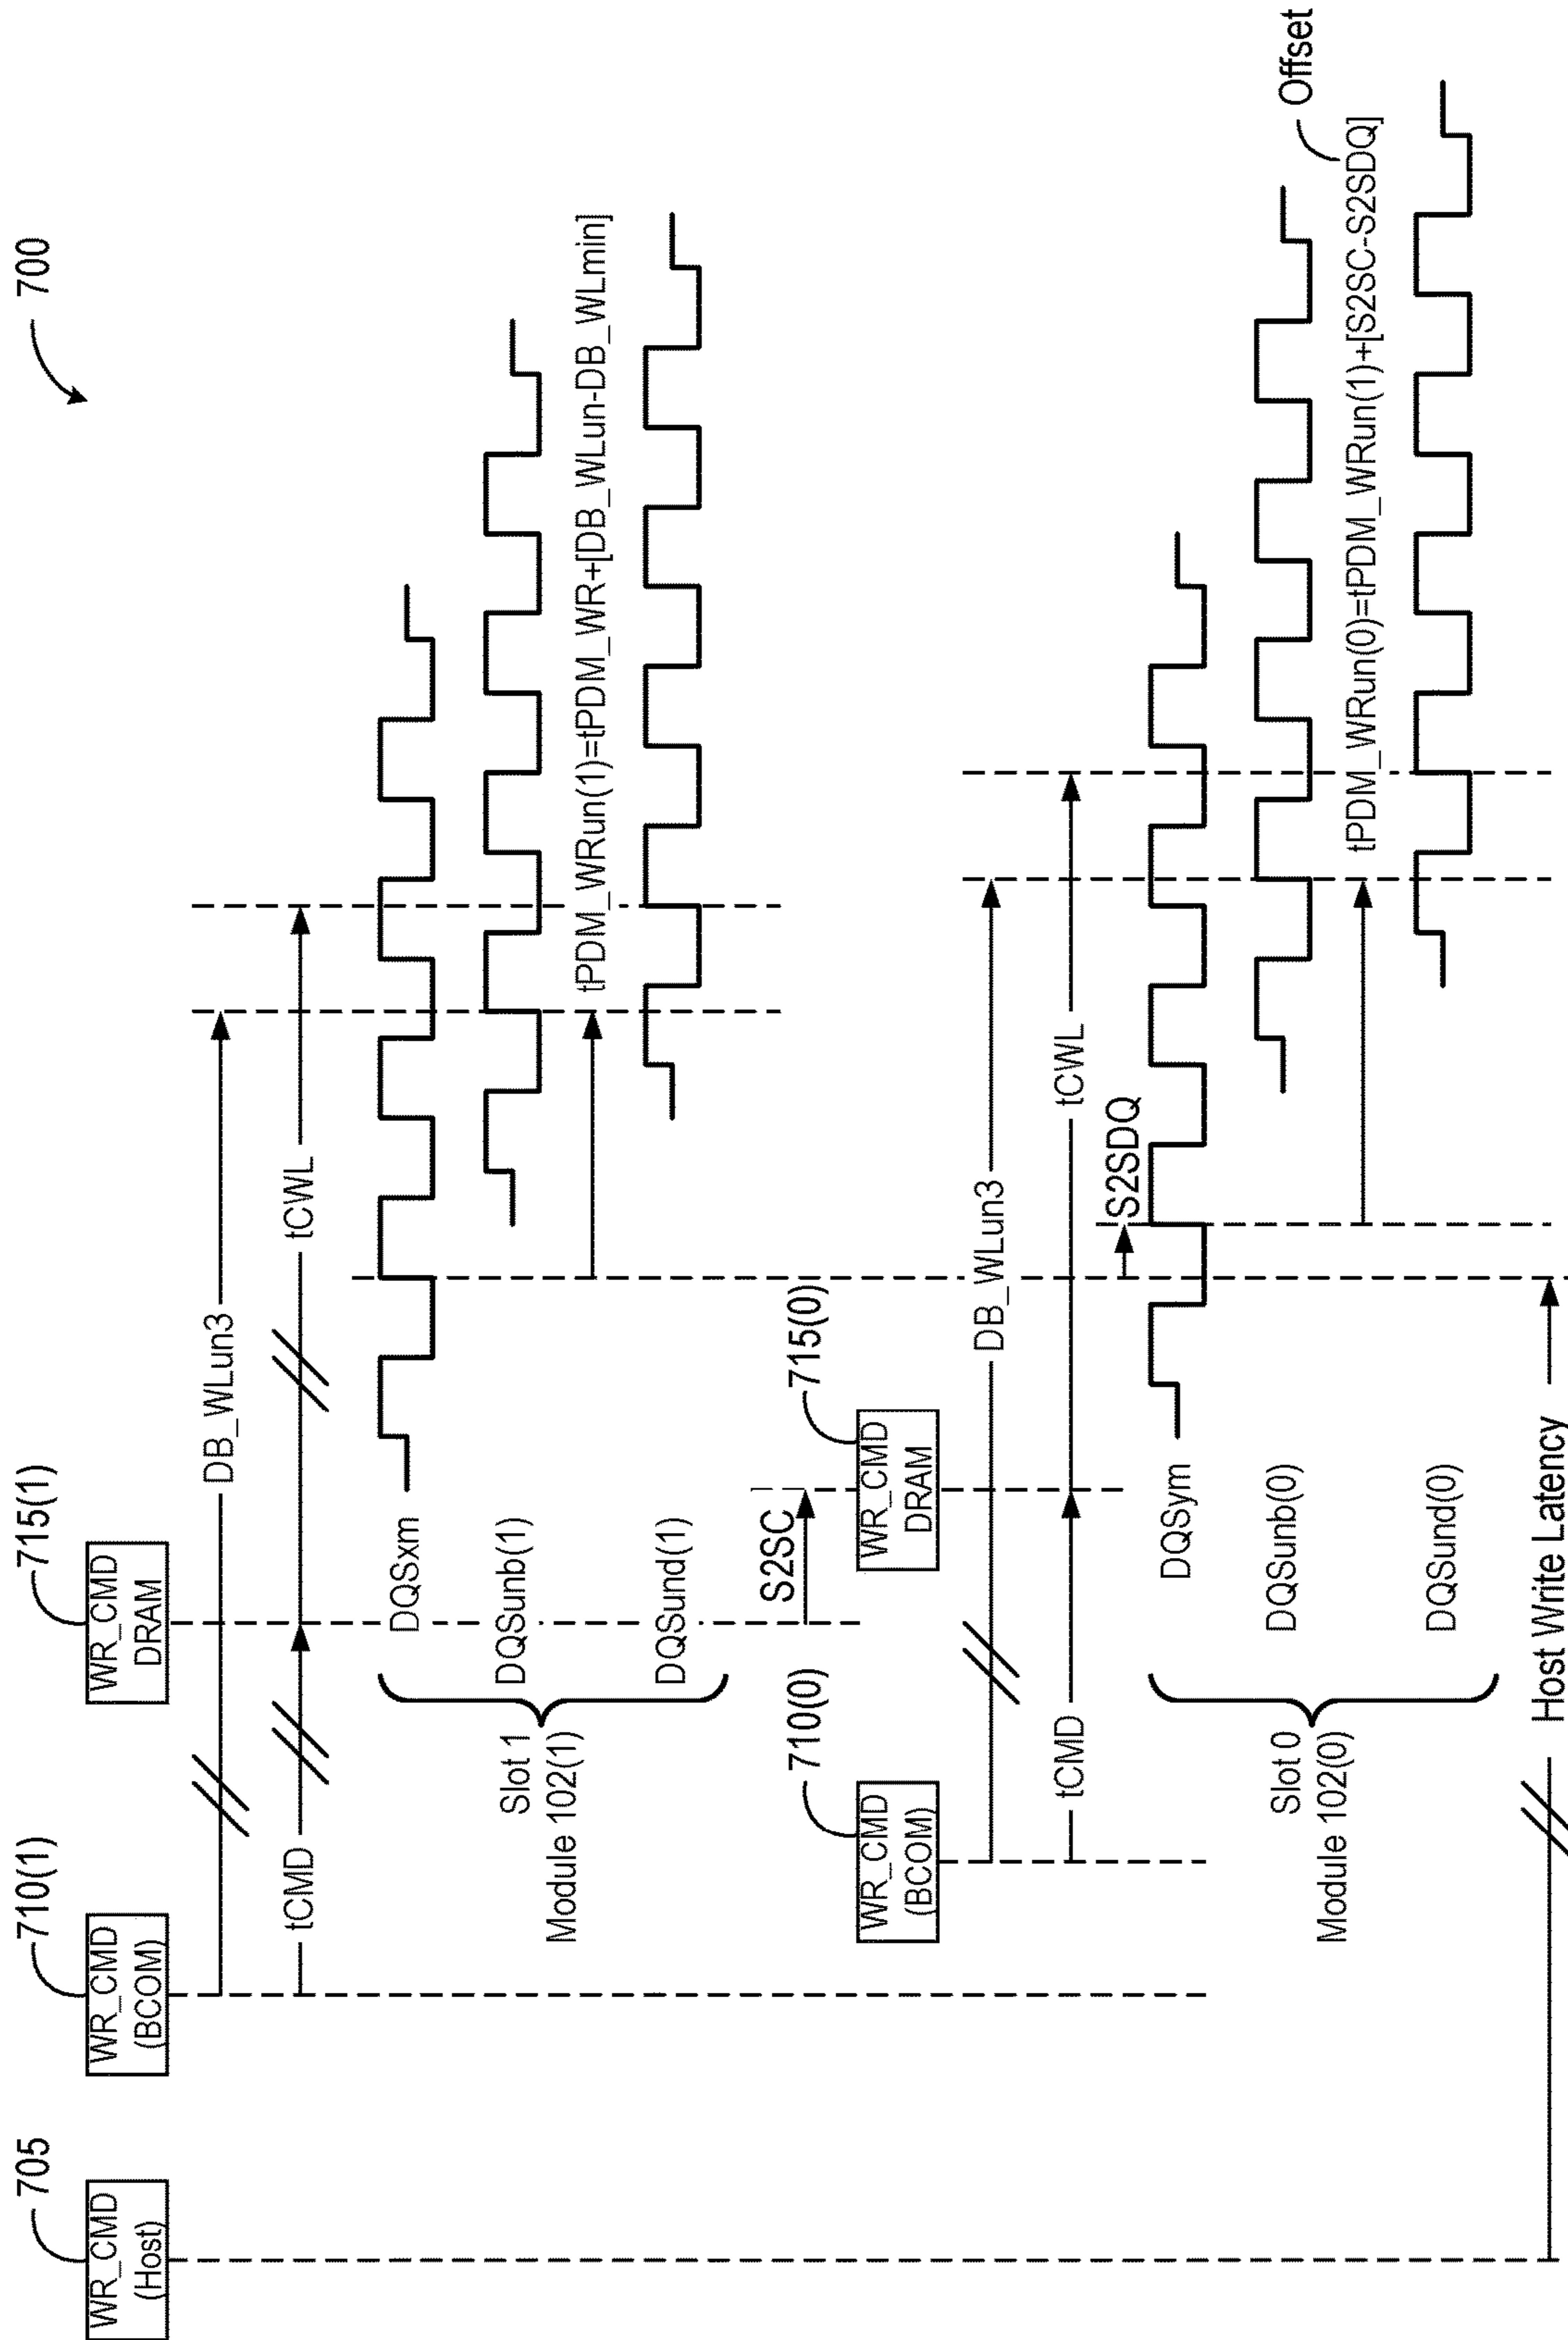 700
705
WR_CMD
(Host)
710(1)
WR_CMD
(BCOM)
715(1)
WR_CMD
DRAM
DB_WLun3
tCMD
tCWL
Slot 1
Module 102(1)
DQSxm
DQSunb(1)
tPDM_WRun(1)=tPDM_WR+[DB_WLun-DB_WLmin]
DQSund(1)
S2SC
710(0)
WR_CMD
(BCOM)
715(0)
WR_CMD
DRAM
DB_WLun3
tCMD
tCWL
S2SDQ
Slot 0
Module 102(0)
DQSym
DQSunb(0)
Offset
tPDM_WRun(0)=tPDM_WRun(1)+[S2SC-S2SDQ]
DQSund(0)
Host Write Latency